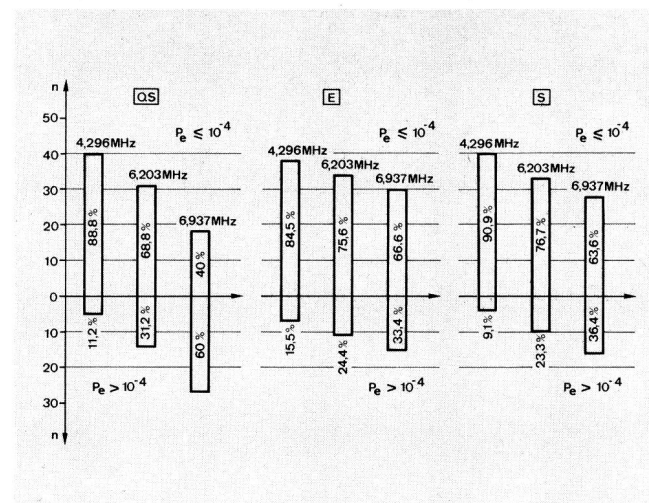 n
QS
E
S
Pe ≤ 10-4
Pe ≤ 10-4
Pe ≤ 10-4
50
40
30
20
10
0
10
20
30
n
4,296MHz
6,203MHz
6,937MHz
88.8 %
68,8 %
40 %
11,2 %
31,2 %
60 %
Pe > 10-4
4,296MHz
6,203MHz
6,937MHz
84,5 %
75,6 %
66.6 %
15,5 %
24.4 %
33,4 %
Pe > 10-4
4,296MHz
6,203MHz
6,937MHz
90,9 %
76,7 %
63,6 %
9,1 %
23,3 %
36,4 %
Pe > 10-4